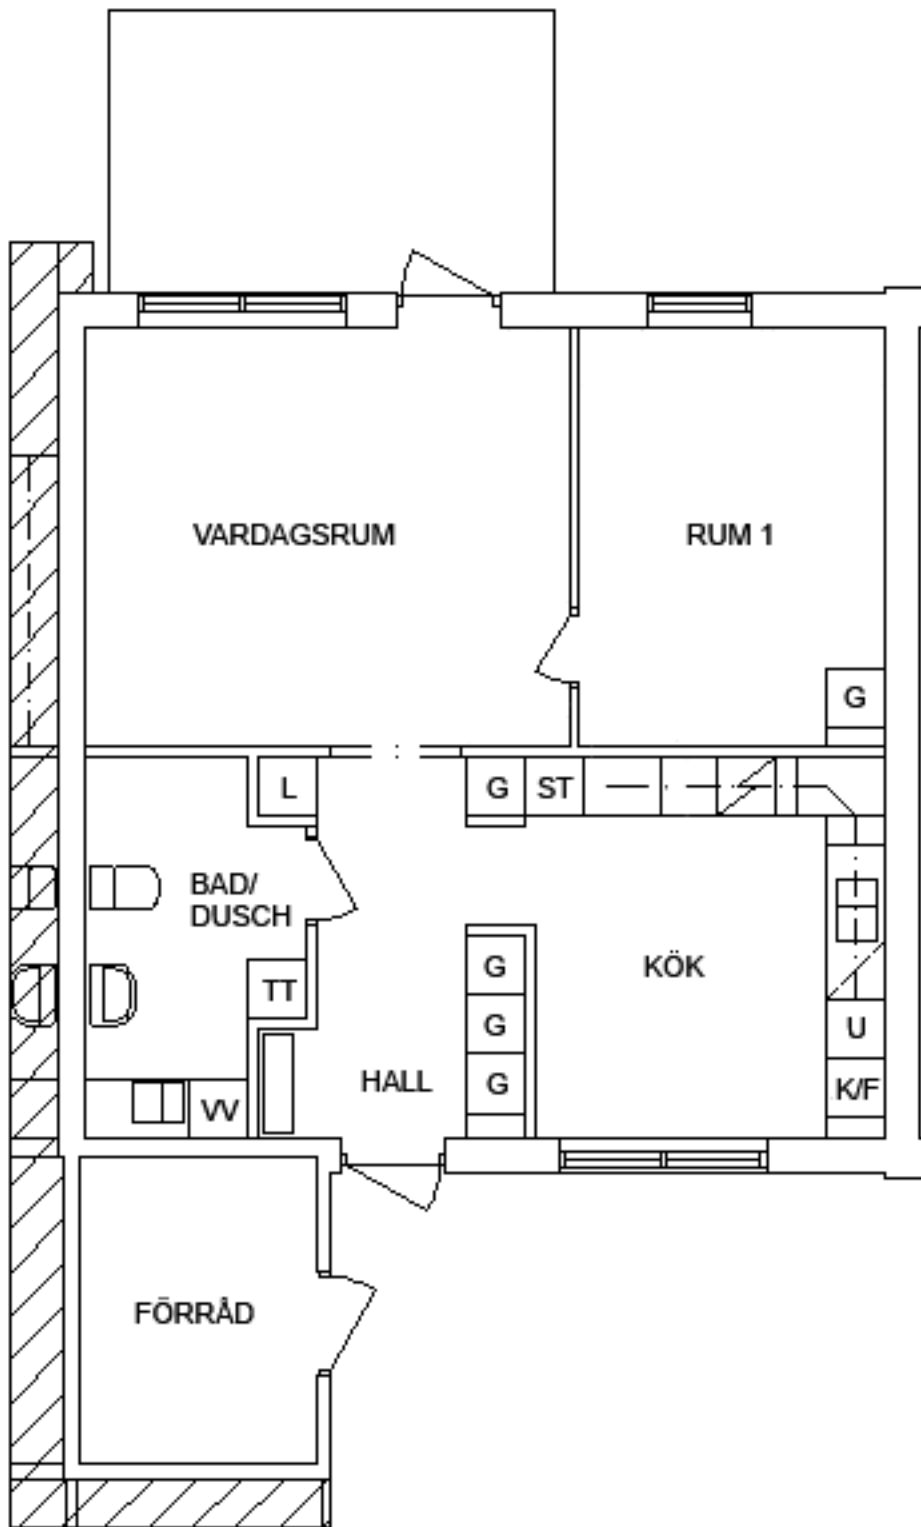 VARDAGSRUM
RUM 1
G
L
G
ST
BAD/
DUSCH
KÖK
G
TT
G
U
HALL
G
K/F
VV
FÖRRÅD